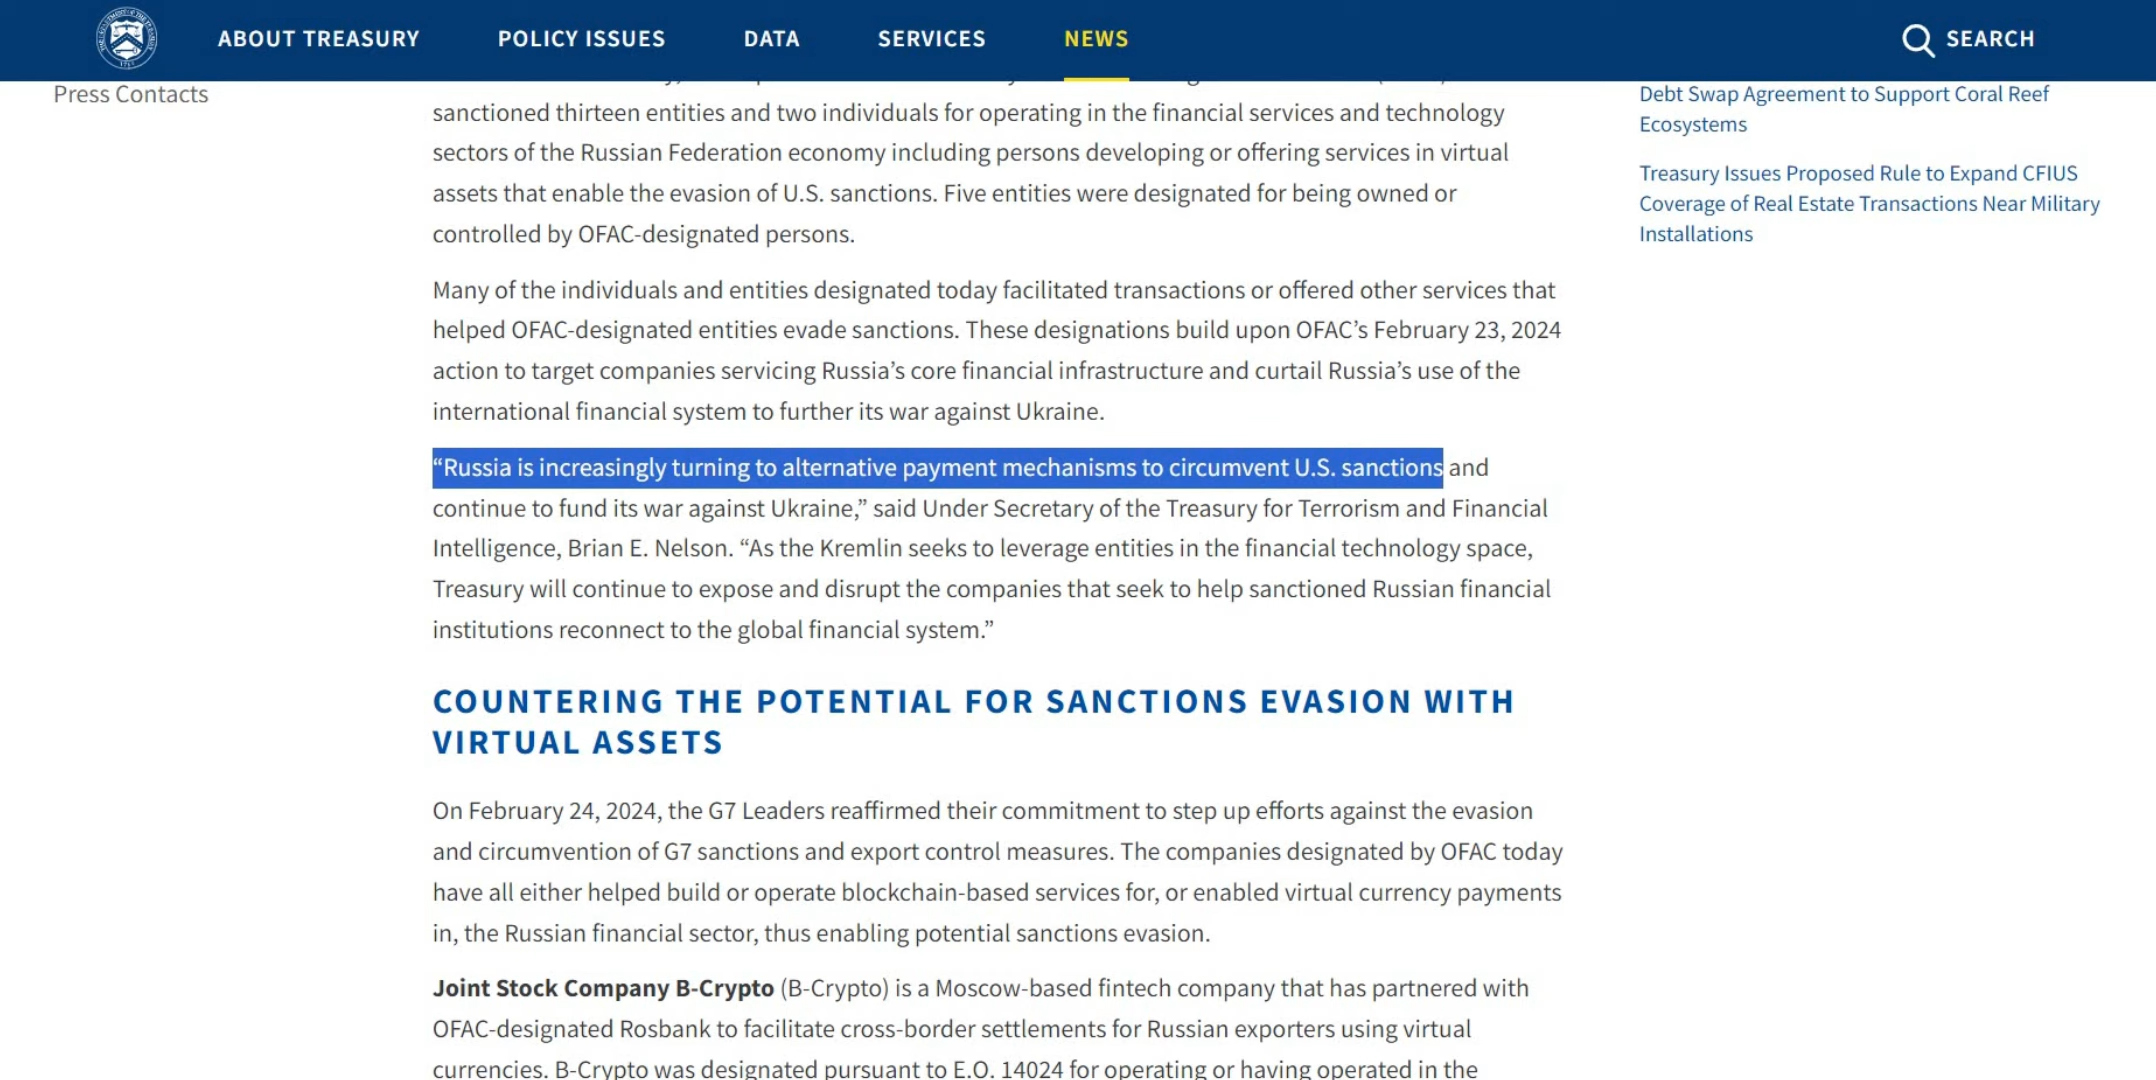 ABOUT TREASURY
POLICY ISSUES
DATA
SERVICES
NEWS
SEARCH
Press Contacts
sanctioned thirteen entities and two individuals for operating in the financial services and technology
sectors of the Russian Federation economy including persons developing or offering services in virtual
assets that enable the evasion of U.S. sanctions. Five entities were designated for being owned or
controlled by OFAC-designated persons.
Many of the individuals and entities designated today facilitated transactions or offered other services that
helped OFAC-designated entities evade sanctions. These designations build upon OFAC’s February 23, 2024
action to target companies servicing Russia’s core financial infrastructure and curtail Russia’s use of the
international financial system to further its war against Ukraine.
“Russia is increasingly turning to alternative payment mechanisms to circumvent U.S. sanctions and
continue to fund its war against Ukraine,” said Under Secretary of the Treasury for Terrorism and Financial
Intelligence, Brian E. Nelson. “As the Kremlin seeks to leverage entities in the financial technology space,
Treasury will continue to expose and disrupt the companies that seek to help sanctioned Russian financial
institutions reconnect to the global financial system.”
COUNTERING THE POTENTIAL FOR SANCTIONS EVASION WITH
VIRTUAL ASSETS
On February 24, 2024, the G7 Leaders reaffirmed their commitment to step up efforts against the evasion
and circumvention of G7 sanctions and export control measures. The companies designated by OFAC today
have all either helped build or operate blockchain-based services for, or enabled virtual currency payments
in, the Russian financial sector, thus enabling potential sanctions evasion.
Joint Stock Company B-Crypto (B-Crypto) is a Moscow-based fintech company that has partnered with
OFAC-designated Rosbank to facilitate cross-border settlements for Russian exporters using virtual
currencies. B-Crypto was designated pursuant to E.O. 14024 for operating or having operated in the
Debt Swap Agreement to Support Coral Reef
Ecosystems
Treasury Issues Proposed Rule to Expand CFIUS
Coverage of Real Estate Transactions Near Military
Installations